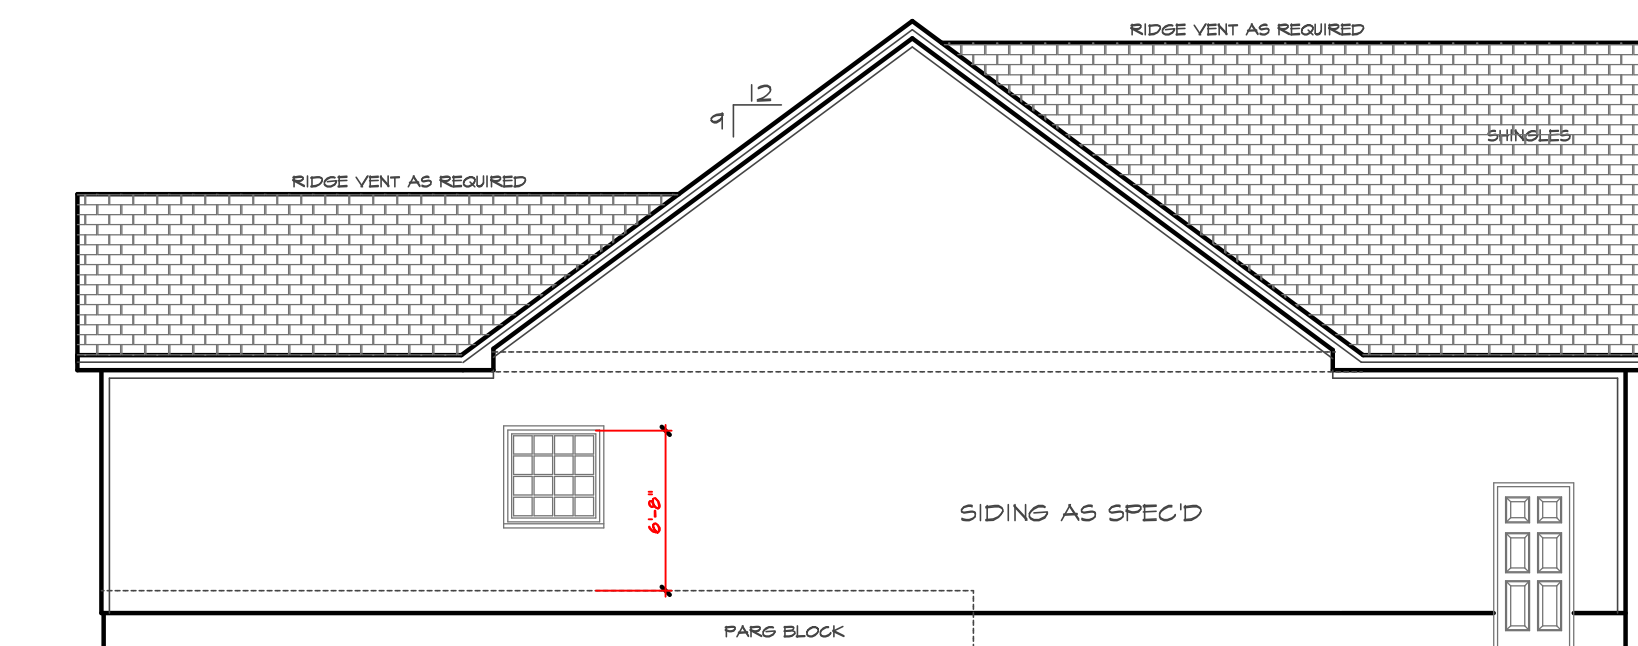 RIDGE VENT AS REQUIRED
12
9
SHINGLES
RIDGE VENT AS REQUIRED
6'-8"
SIDING AS SPEC'D
PARG BLOCK